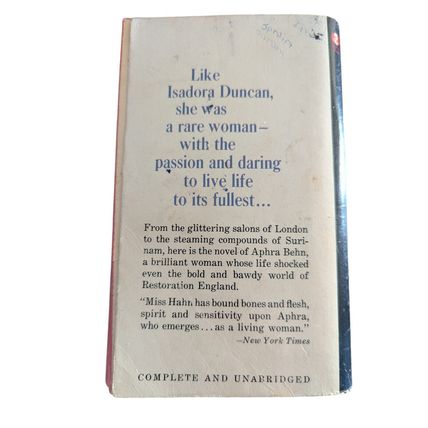 Like
Isadora Duncan,
she was
a rare woman—
with the
passion and daring
to live life
to its fullest...
From the glittering salons of London
to the steaming compounds of Suri-
nam, here is the novel of Aphra Behn,
a brilliant woman whose life shocked
even the bold and bawdy world of
Restoration England.
"Miss Hahn has bound bones and flesh,
spirit and sensitivity upon Aphra,
who emerges...as a living woman."
—New York Times
COMPLETE AND UNABRIDGED